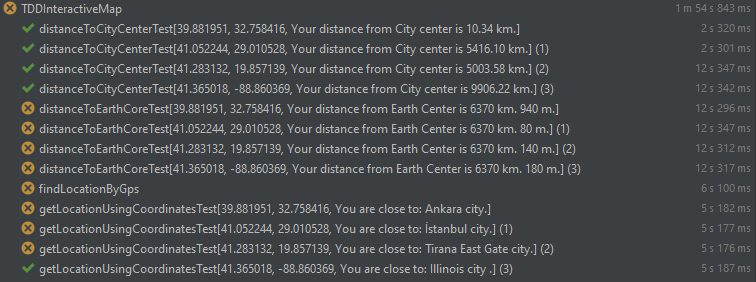 TDDInteractiveMap 1 m 54 s 843 ms
distanceToCityCenterTest[39.881951, 32.758416, Your distance from City center is 10.34 km.] 2 s 320 ms
distanceToCityCenterTest[41.052244, 29.010528, Your distance from City center is 5416.10 km.] (1) 2 s 301 ms
distanceToCityCenterTest[41.283132, 19.857139, Your distance from City center is 5003.58 km.] (2) 12 s 347 ms
distanceToCityCenterTest[41.365018, -88.860369, Your distance from City center is 9906.22 km.] (3) 12 s 342 ms
distanceToEarthCoreTest[39.881951, 32.758416, Your distance from Earth Center is 6370 km. 940 m.] 12 s 296 ms
distanceToEarthCoreTest[41.052244, 29.010528, Your distance from Earth Center is 6370 km. 80 m.] (1) 12 s 347 ms
distanceToEarthCoreTest[41.283132, 19.857139, Your distance from Earth Center is 6370 km. 140 m.] (2) 12 s 312 ms
distanceToEarthCoreTest[41.365018, -88.860369, Your distance from Earth Center is 6370 km. 180 m.] (3) 12 s 317 ms
findLocationByGps 6 s 100 ms
getLocationUsingCoordinatesTest[39.881951, 32.758416, You are close to: Ankara city.] 5 s 182 ms
getLocationUsingCoordinatesTest[41.052244, 29.010528, You are close to: İstanbul city.] (1) 5 s 177 ms
getLocationUsingCoordinatesTest[41.283132, 19.857139, You are close to: Tirana East Gate city.] (2) 5 s 176 ms
getLocationUsingCoordinatesTest[41.365018, -88.860369, You are close to: Illinois city .] (3) 5 s 187 ms